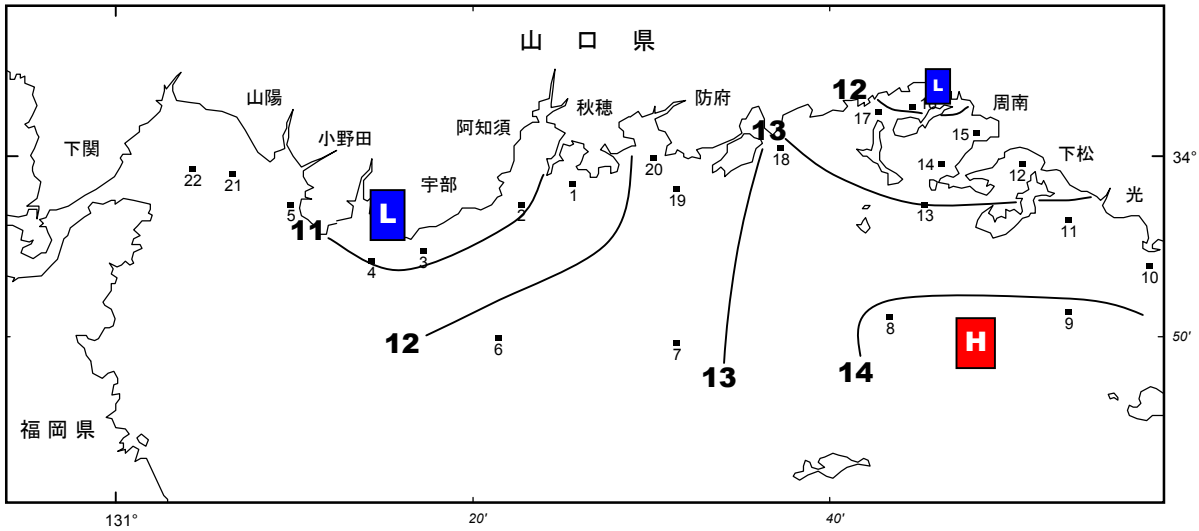 山 口 県
12
L
16
周南
山陽
秋穂
防府
17
小野田
阿知須
13
15
下関
18
下松
34°
20
14
12
22
21
宇部
1
19
光
5
L
2
13
11
3
11
4
10
8
9
12
6
7
H
50'
13
14
福 岡 県
131°
20'
40'